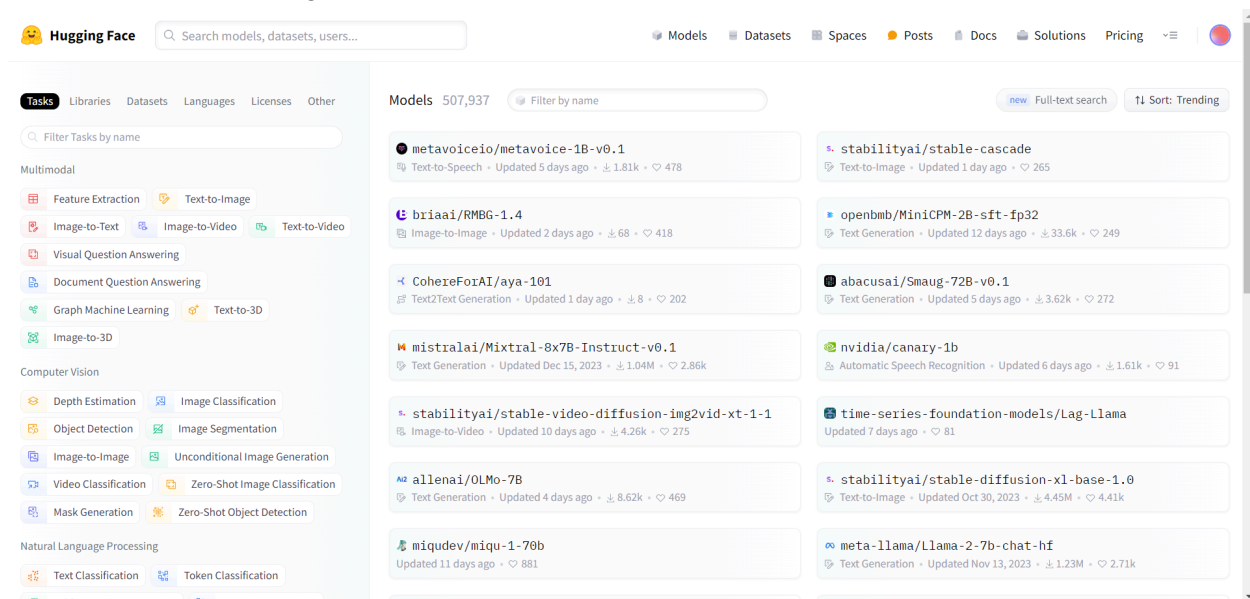 Hugging Face
Search models, datasets, users...
Models
Datasets
Spaces
Posts
Docs
Solutions
Pricing
Tasks
Libraries
Datasets
Languages
Licenses
Other
Filter Tasks by name
Multimodal
Feature Extraction
Text-to-Image
Image-to-Text
Image-to-Video
Text-to-Video
Visual Question Answering
Document Question Answering
Graph Machine Learning
Text-to-3D
Image-to-3D
Computer Vision
Depth Estimation
Image Classification
Object Detection
Image Segmentation
Image-to-Image
Unconditional Image Generation
Video Classification
Zero-Shot Image Classification
Mask Generation
Zero-Shot Object Detection
Natural Language Processing
Text Classification
Token Classification
Models 507,937
Filter by name
new Full-text search
Sort: Trending
metavoiceio/metavoice-1B-v0.1
Text-to-Speech • Updated 5 days ago • 1.81k • 478
s. stabilityai/stable-cascade
Text-to-Image • Updated 1 day ago • 265
briaai/RMBG-1.4
Image-to-Image • Updated 2 days ago • 68 • 418
openbmb/MiniCPM-2B-sft-fp32
Text Generation • Updated 12 days ago • 33.6k • 249
CohereForAI/aya-101
Text2Text Generation • Updated 1 day ago • 8 • 202
abacusai/Smaug-72B-v0.1
Text Generation • Updated 5 days ago • 3.62k • 272
mistralai/Mixtral-8x7B-Instruct-v0.1
Text Generation • Updated Dec 15, 2023 • 1.04M • 2.86k
nvidia/canary-1b
Automatic Speech Recognition • Updated 6 days ago • 1.61k • 91
s. stabilityai/stable-video-diffusion-img2vid-xt-1-1
Image-to-Video • Updated 10 days ago • 4.26k • 275
time-series-foundation-models/Lag-Llama
Updated 7 days ago • 81
Ai2 allenai/OLMo-7B
Text Generation • Updated 4 days ago • 8.62k • 469
s. stabilityai/stable-diffusion-xl-base-1.0
Text-to-Image • Updated Oct 30, 2023 • 4.45M • 4.41k
miqudev/miqu-1-70b
Updated 11 days ago • 881
meta-llama/Llama-2-7b-chat-hf
Text Generation • Updated Nov 13, 2023 • 1.23M • 2.71k